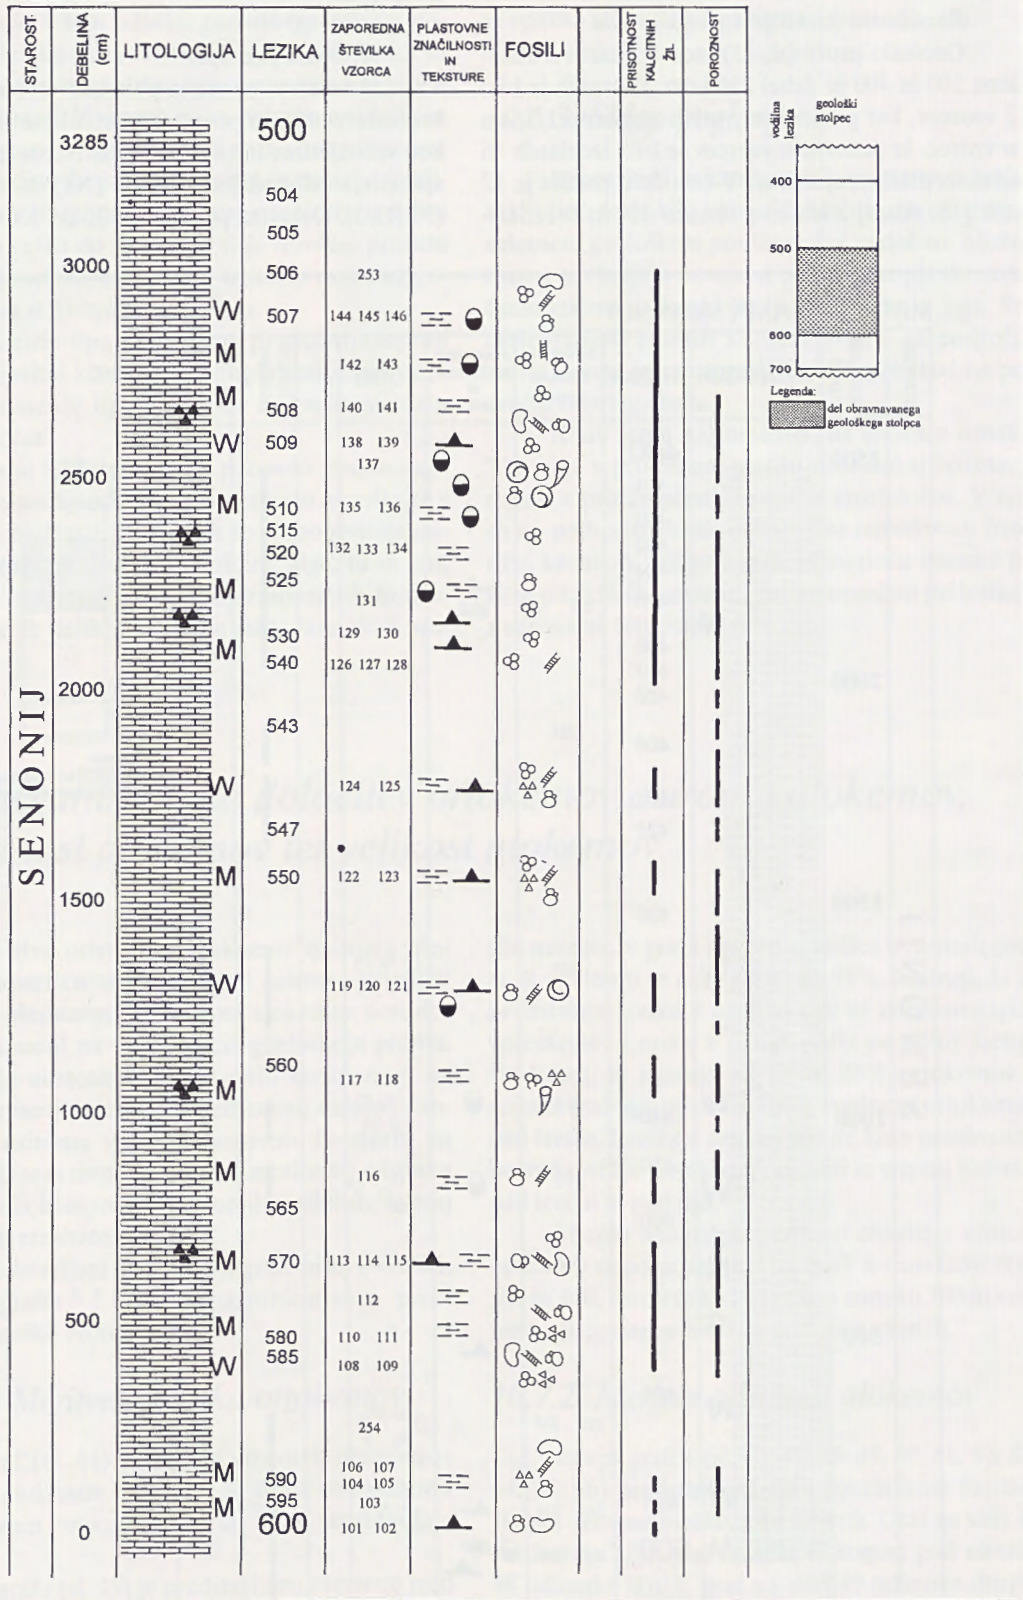 STAROST
DEBELINA (cm)
LITOLOGIJA
LEZIKA
ZAPOREDNA ŠTEVILKA VZORCA
PLASTOVNE ZNAČILNOSTI IN TEKSTURE
FOSILI
PRISOTNOST KALCITNIH ŽIL
POROZNOST
vodilna lezika
geološki stolpec
400
500
600
700
Legenda:
del obravnavanega
geološkega stolpca
SENONIJ
500
3285
504
505
3000
506 253
W 507 144 145 146
M 142 143
M 508 140 141
W 509 138 139
137
2500
M 510 135 136
515
520 132 133 134
M 525
131
530 129 130
M 540 126 127 128
2000
543
W 124 125
547
M 550 122 123
1500
W 119 120 121
560
M 117 118
1000
M 116
565
M 570 113 114 115
112
500
M 580 110 111
585
W 108 109
254
106 107
M 590 104 105
M 595 103
0 600 101 102